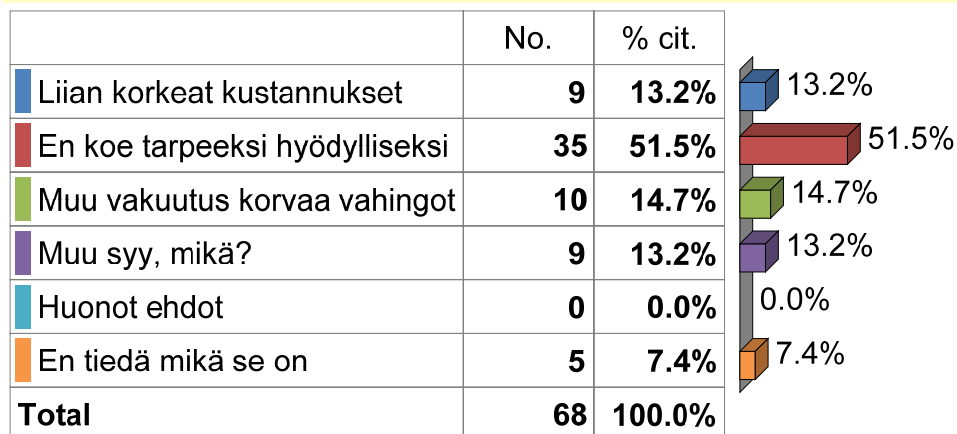 No. % cit.
Liian korkeat kustannukset 9 13.2% 13.2%
En koe tarpeeksi hyödylliseksi 35 51.5% 51.5%
Muu vakuutus korvaa vahingot 10 14.7% 14.7%
Muu syy, mikä? 9 13.2% 13.2%
Huonot ehdot 0 0.0% 0.0%
En tiedä mikä se on 5 7.4% 7.4%
Total 68 100.0%